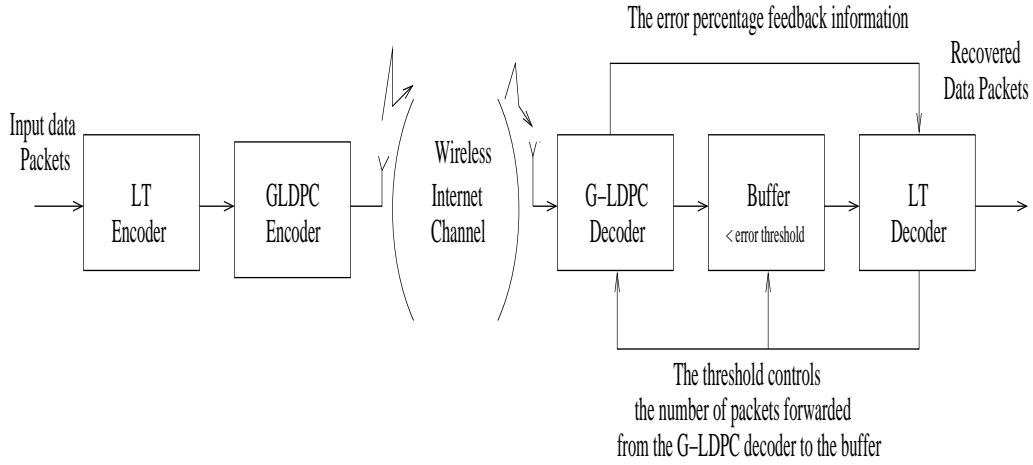 The error percentage feedback information
Recovered
Data Packets
Input data
Packets
LT
Encoder
GLDPC
Encoder
Wireless
Internet
Channel
G–LDPC
Decoder
Buffer
< error threshold
LT
Decoder
The threshold controls
the number of packets forwarded
from the G–LDPC decoder to the buffer